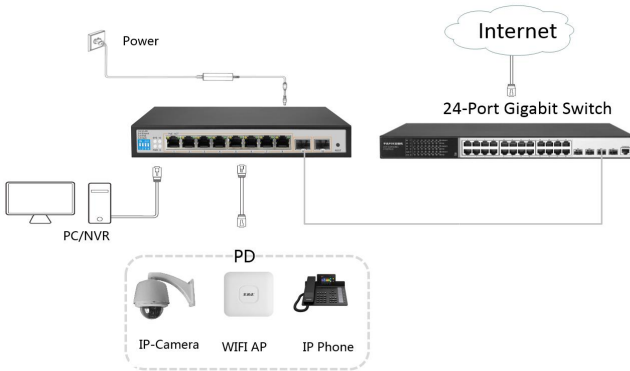 Power
Internet
24-Port Gigabit Switch
PC/NVR
PD
IP-Camera
WIFI AP
IP Phone